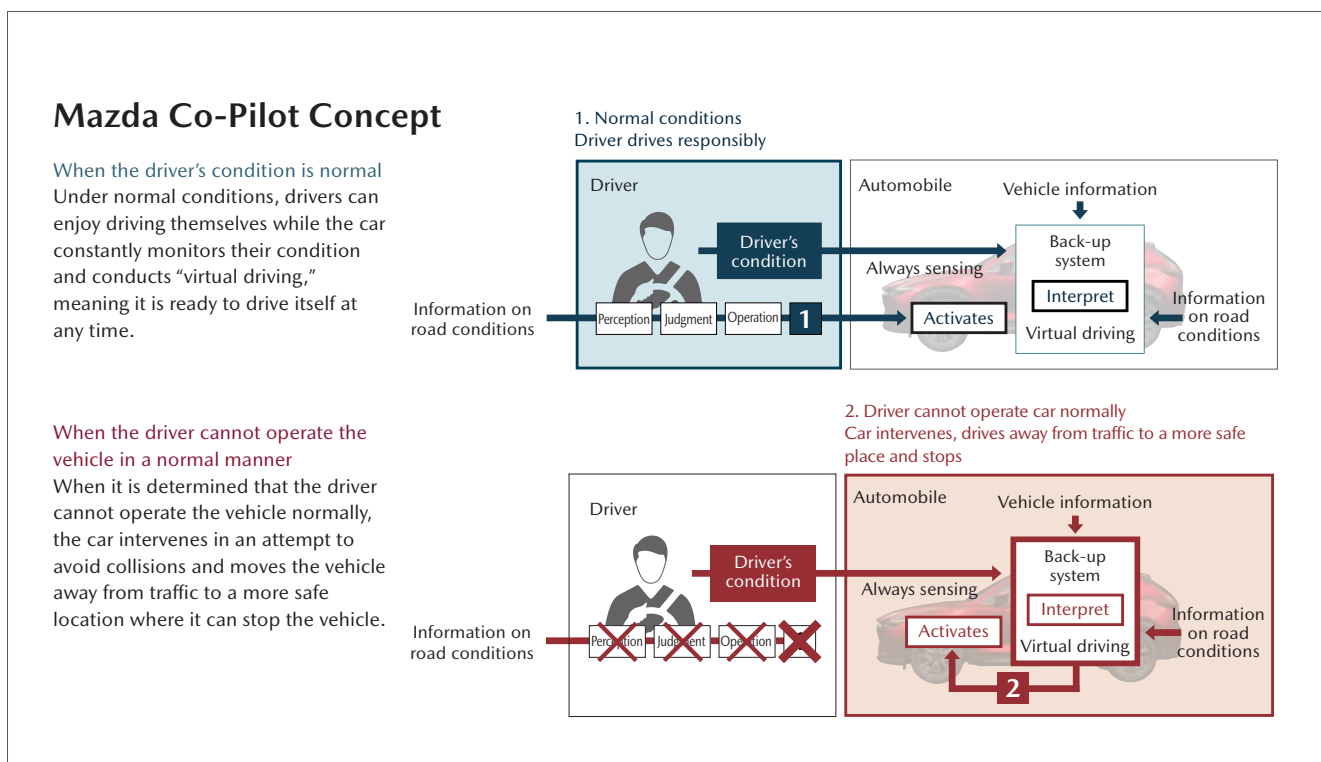 Mazda Co-Pilot Concept
When the driver's condition is normal
Under normal conditions, drivers can
enjoy driving themselves while the car
constantly monitors their condition
and conducts “virtual driving,”
meaning it is ready to drive itself at
any time.
1. Normal conditions
Driver drives responsibly
Driver
Driver's
condition
Information on
road conditions
Perception
Judgment
Operation
1
Automobile
Vehicle information
Back-up
system
Always sensing
Interpret
Activates
Virtual driving
Information
on road
conditions
When the driver cannot operate the
vehicle in a normal manner
When it is determined that the driver
cannot operate the vehicle normally,
the car intervenes in an attempt to
avoid collisions and moves the vehicle
away from traffic to a more safe
location where it can stop the vehicle.
2. Driver cannot operate car normally
Car intervenes, drives away from traffic to a more safe
place and stops
Driver
Driver's
condition
Information on
road conditions
Perception
Judgment
Operation
Automobile
Vehicle information
Back-up
system
Always sensing
Interpret
Activates
Virtual driving
Information
on road
conditions
2